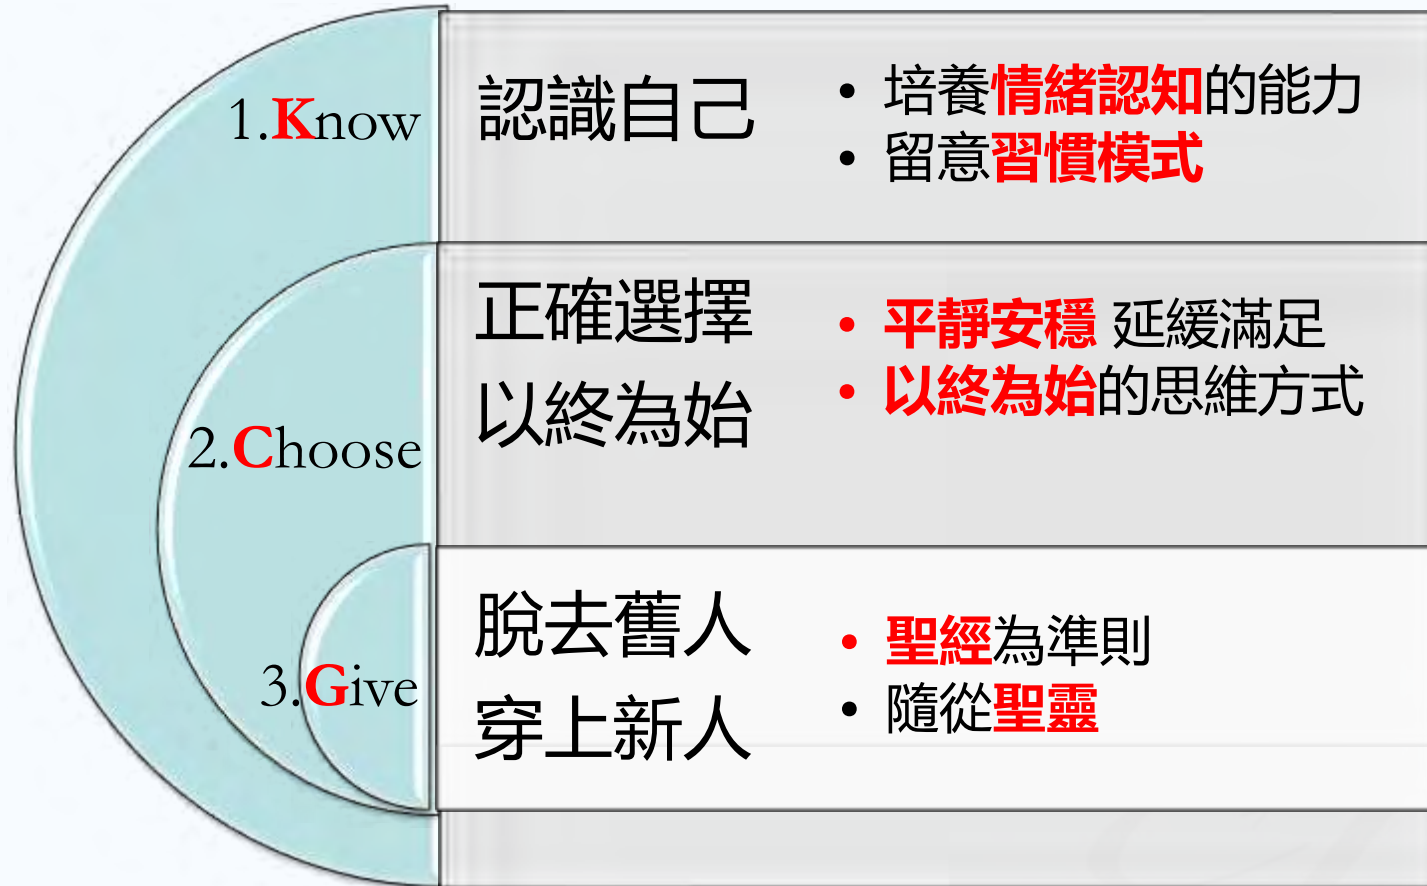 1.Know
認識自己
• 培養情緒認知的能力
• 留意習慣模式
2.Choose
正確選擇
以終為始
• 平靜安穩 延緩滿足
• 以終為始的思維方式
3.Give
脫去舊人
穿上新人
• 聖經為準則
• 隨從聖靈